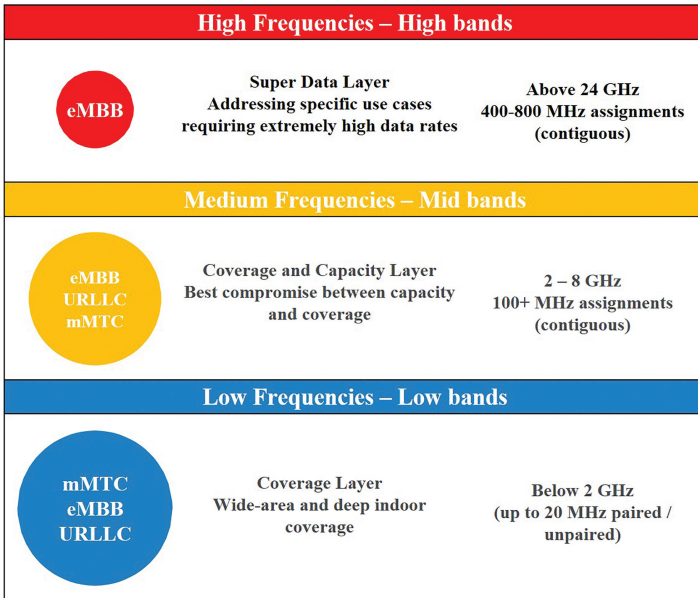 High Frequencies – High bands
eMBB
Super Data Layer
Addressing specific use cases
requiring extremely high data rates
Above 24 GHz
400-800 MHz assignments
(contiguous)
Medium Frequencies – Mid bands
eMBB
URLLC
mMTC
Coverage and Capacity Layer
Best compromise between capacity
and coverage
2 – 8 GHz
100+ MHz assignments
(contiguous)
Low Frequencies – Low bands
mMTC
eMBB
URLLC
Coverage Layer
Wide-area and deep indoor
coverage
Below 2 GHz
(up to 20 MHz paired /
unpaired)